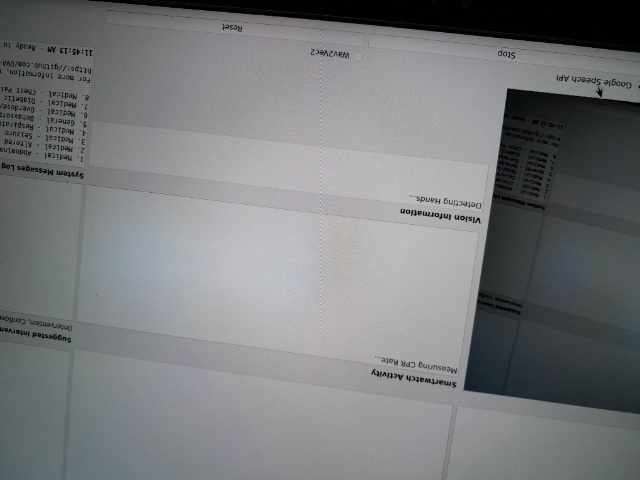 Smartwatch Activity
Measuring CPR Rate...
Suggested Interven
(Intervention, Confiden
Vision Information
Detecting Hands...
System Messages Log
1. Medical - Abdomina
2. Medical - Altered
3. Medical - Seizure
4. Medical - Respirat
5. General - Behavior
6. Medical - Overdose/
7. Medical - Diabetic
8. Medical - Chest Pai
For more information,
https://github.com/UVA-
11:45:13 AM - Ready to
Google Speech API
Wav2Vec2
Stop
Reset